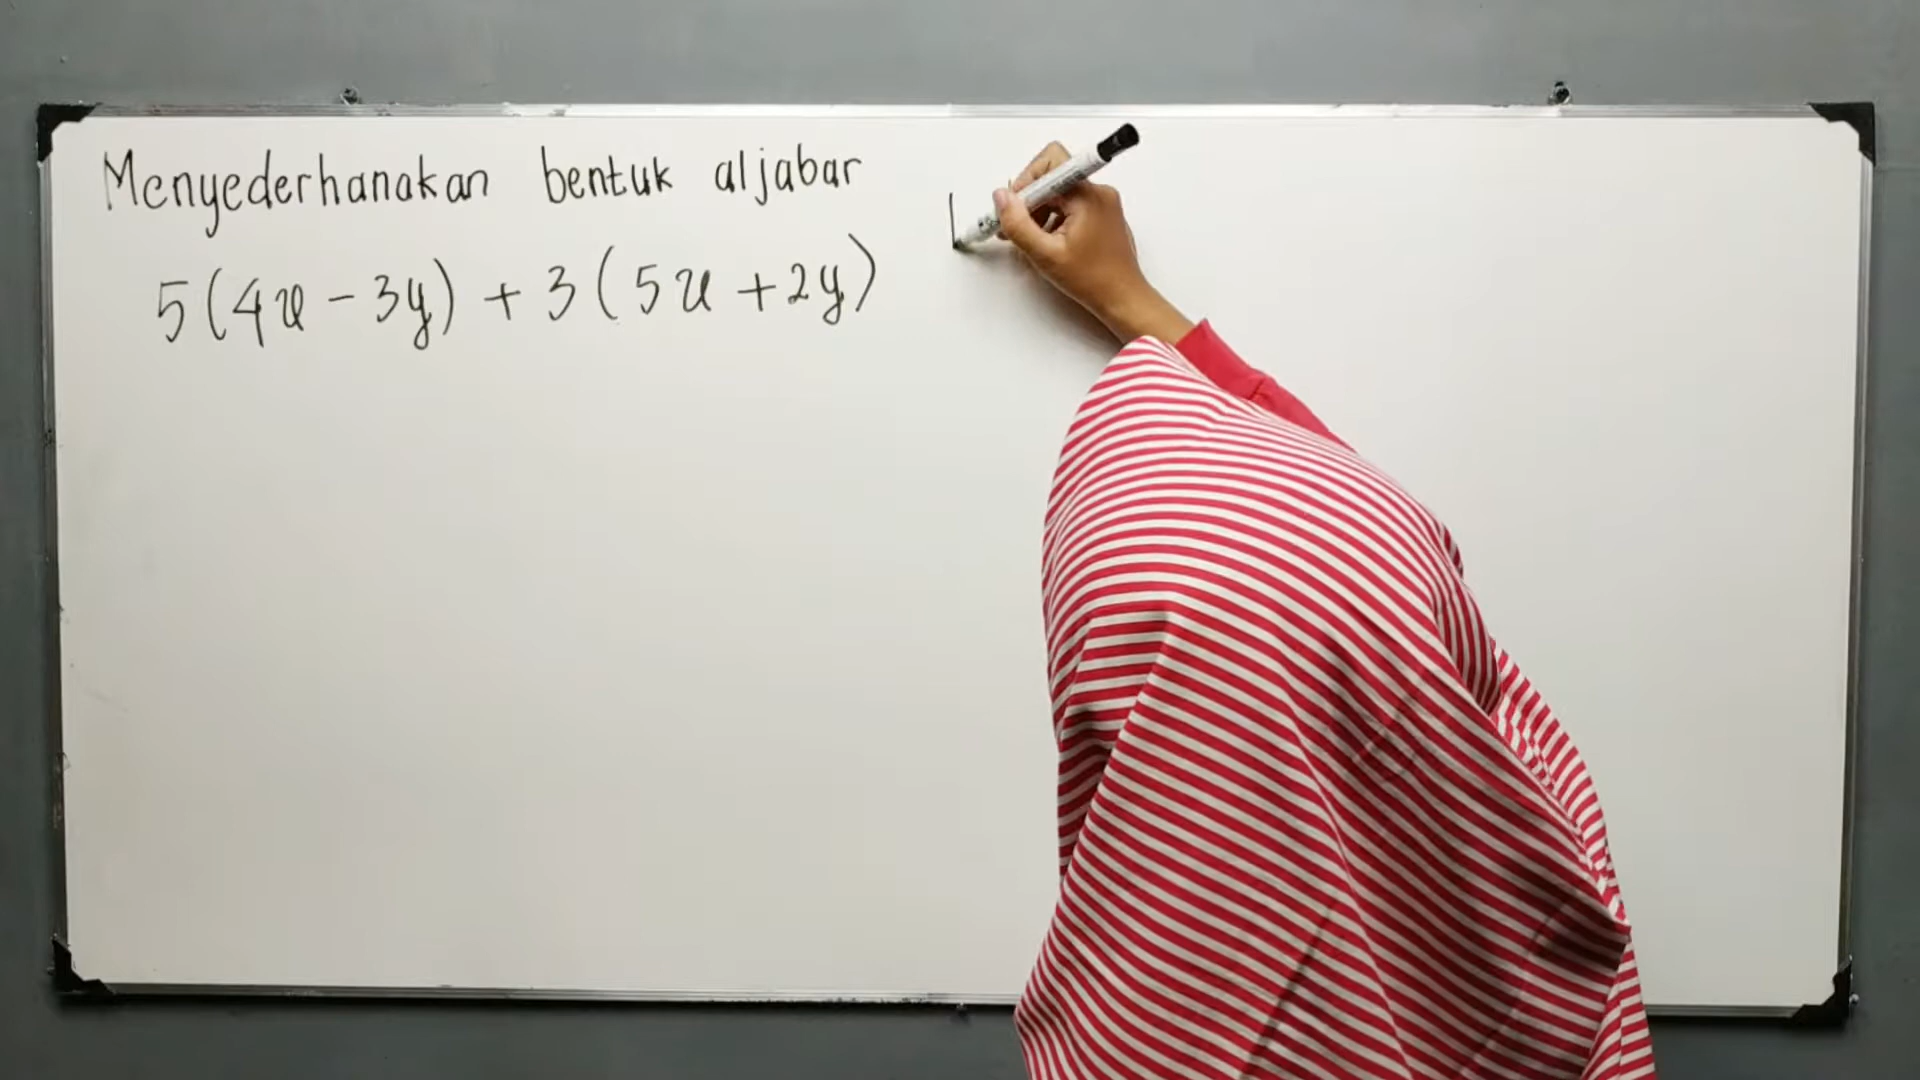 Menyederhanakan bentuk aljabar
5(4x - 3y) + 3(5x + 2y)